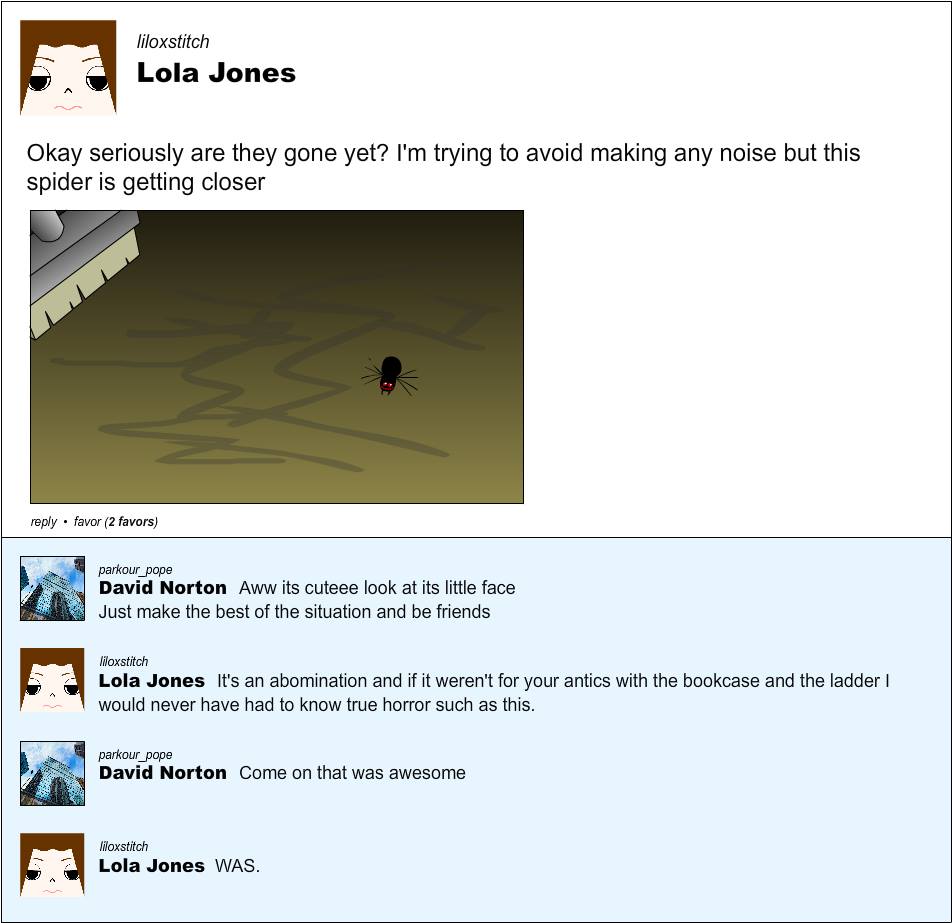 liloxstitch
Lola Jones
Okay seriously are they gone yet? I'm trying to avoid making any noise but this
spider is getting closer
reply • favor (2 favors)
parkour_pope
David Norton Aww its cuteee look at its little face
Just make the best of the situation and be friends
liloxstitch
Lola Jones It's an abomination and if it weren't for your antics with the bookcase and the ladder I
would never have had to know true horror such as this.
parkour_pope
David Norton Come on that was awesome
liloxstitch
Lola Jones WAS.